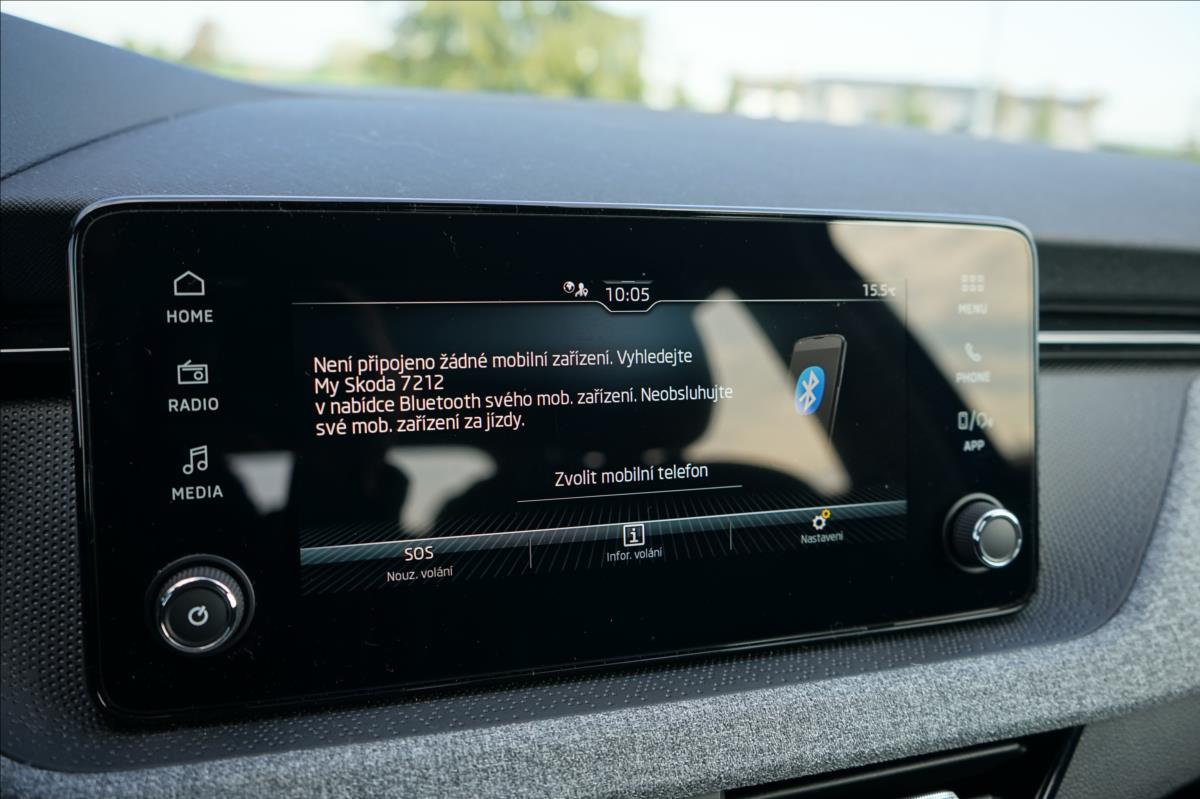 10:05
15.5°C
HOME
RADIO
MEDIA
Není připojeno žádné mobilní zařízení. Vyhledejte
My Skoda 7212
v nabídce Bluetooth svého mob. zařízení. Neobsluhujte
své mob. zařízení za jízdy.
Zvolit mobilní telefon
SOS
Nouz. volání
i
Infor. volání
Nastavení
MENU
PHONE
APP